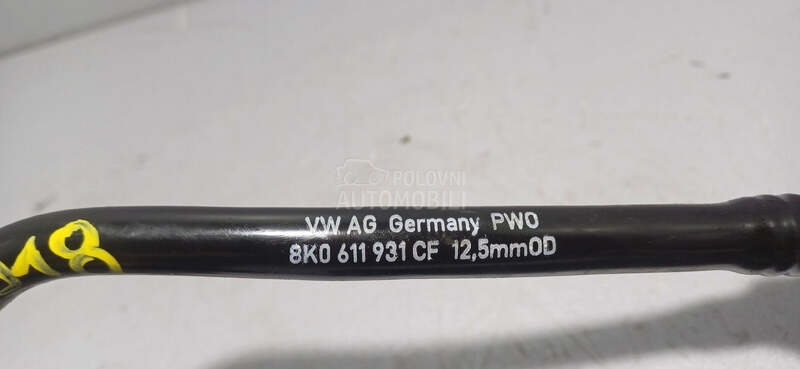 POLOVNI
AUTOMOBILI
VW AG Germany PWO
8K0 611 931 CF 12,5mmOD